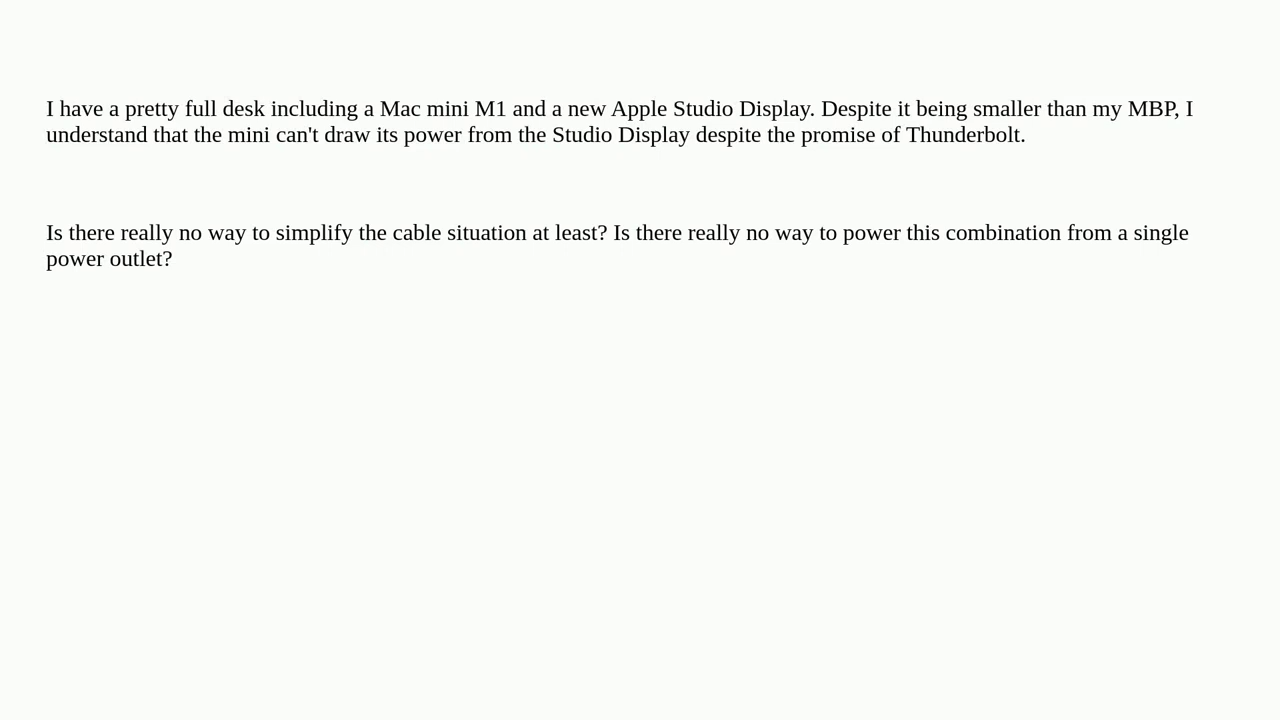 I have a pretty full desk including a Mac mini M1 and a new Apple Studio Display. Despite it being smaller than my MBP, I
understand that the mini can't draw its power from the Studio Display despite the promise of Thunderbolt.
Is there really no way to simplify the cable situation at least? Is there really no way to power this combination from a single
power outlet?